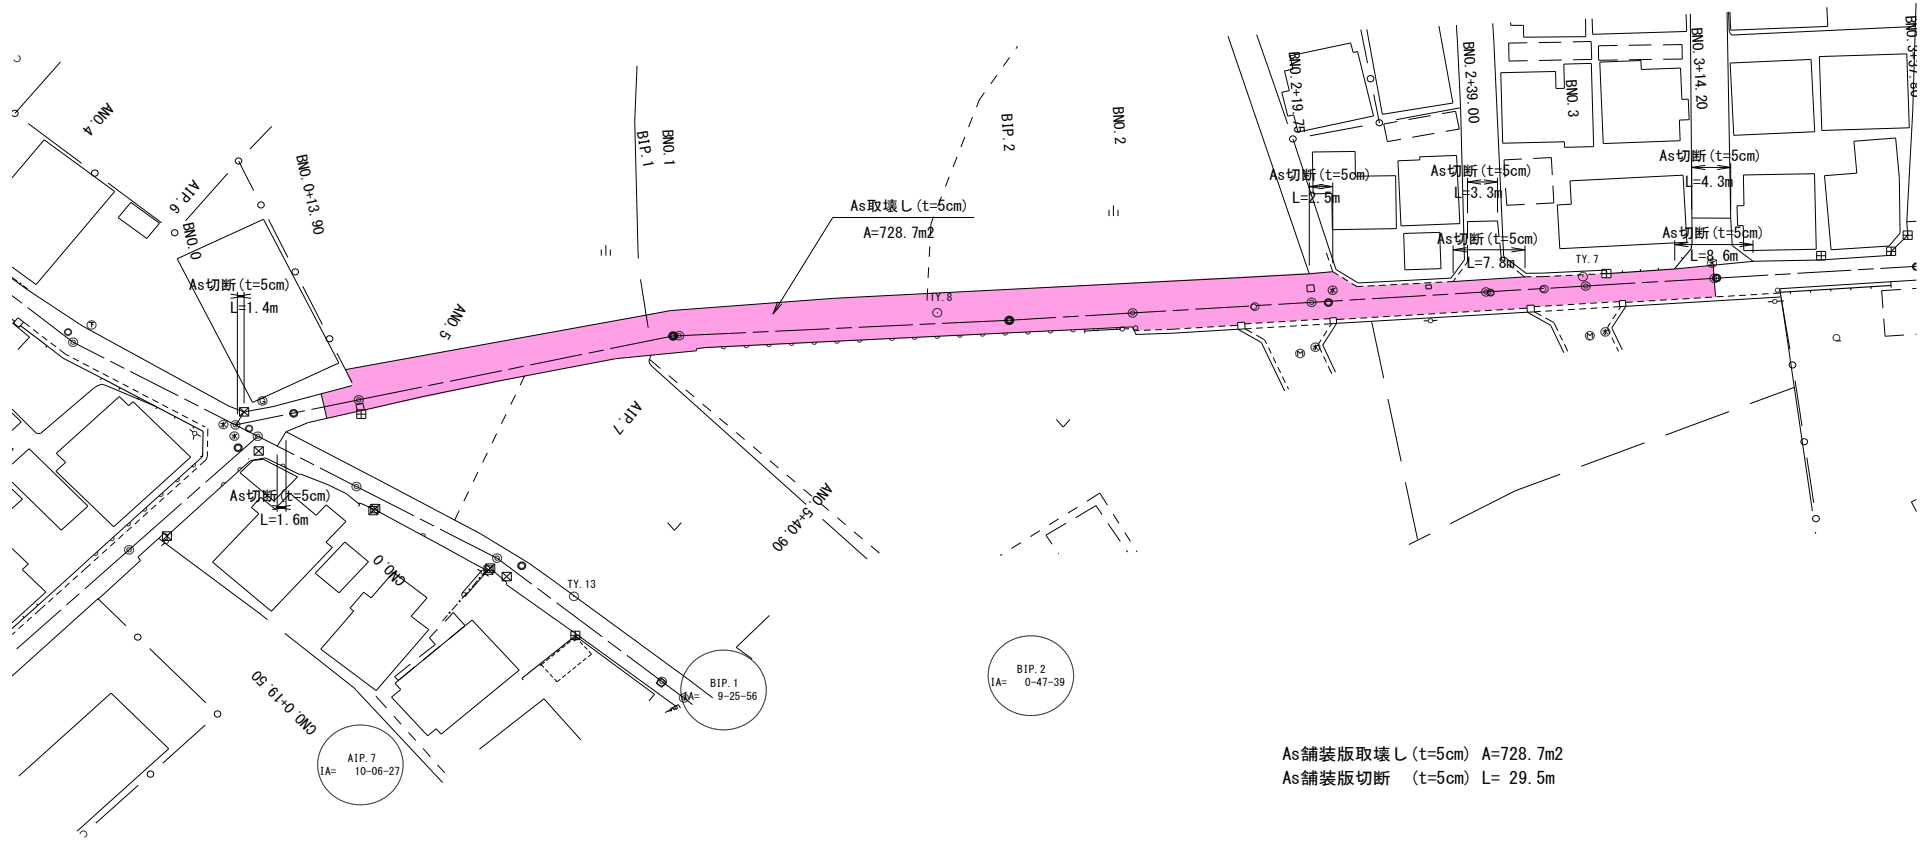 ANO.4
AIP.6
BNO.0
BNO.0+13.90
ANO.5
BIP.1
BNO.1
BIP.2
BNO.2
BNO.2+19.75
BNO.2+39.00
BNO.3
BNO.3+14.20
BNO.3+37.80
As切断(t=5cm)
L=1.4m
As取壊し(t=5cm)
A=728.7m2
As切断(t=5cm)
L=2.5m
As切断(t=5cm)
L=3.3m
As切断(t=5cm)
L=4.3m
As切断(t=5cm)
L=7.8m
As切断(t=5cm)
L=8.6m
TY.7
TY.8
AIP.7
ANO.5+40.90
As切断(t=5cm)
L=1.6m
CNO.0
TY.13
CNO.0+19.50
AIP.7
IA= 10-06-27
BIP.1
IA= 9-25-56
BIP.2
IA= 0-47-39
As舗装版取壊し(t=5cm) A=728.7m2
As舗装版切断 (t=5cm) L= 29.5m